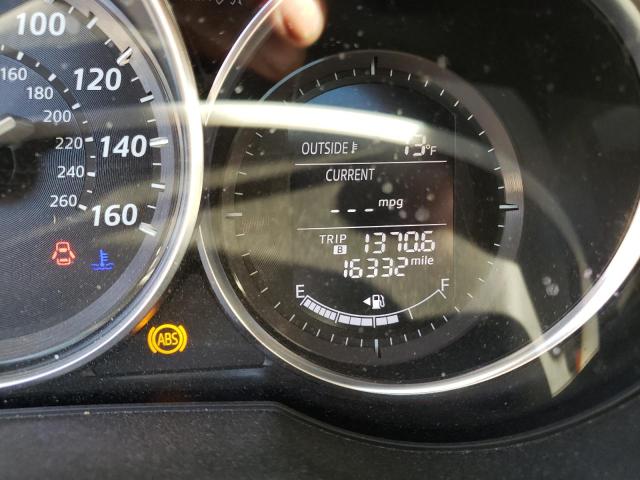 100
120
140
160
160
180
200
220
240
260
OUTSIDE 73°F
CURRENT
--- mpg
TRIP B 1370.6
16332 mile
E F
ABS